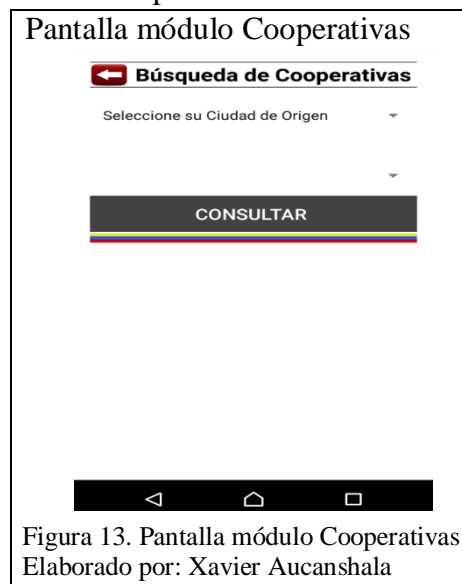 Pantalla módulo Cooperativas
Búsqueda de Cooperativas
Seleccione su Ciudad de Origen
CONSULTAR
Figura 13. Pantalla módulo Cooperativas
Elaborado por: Xavier Aucanshala